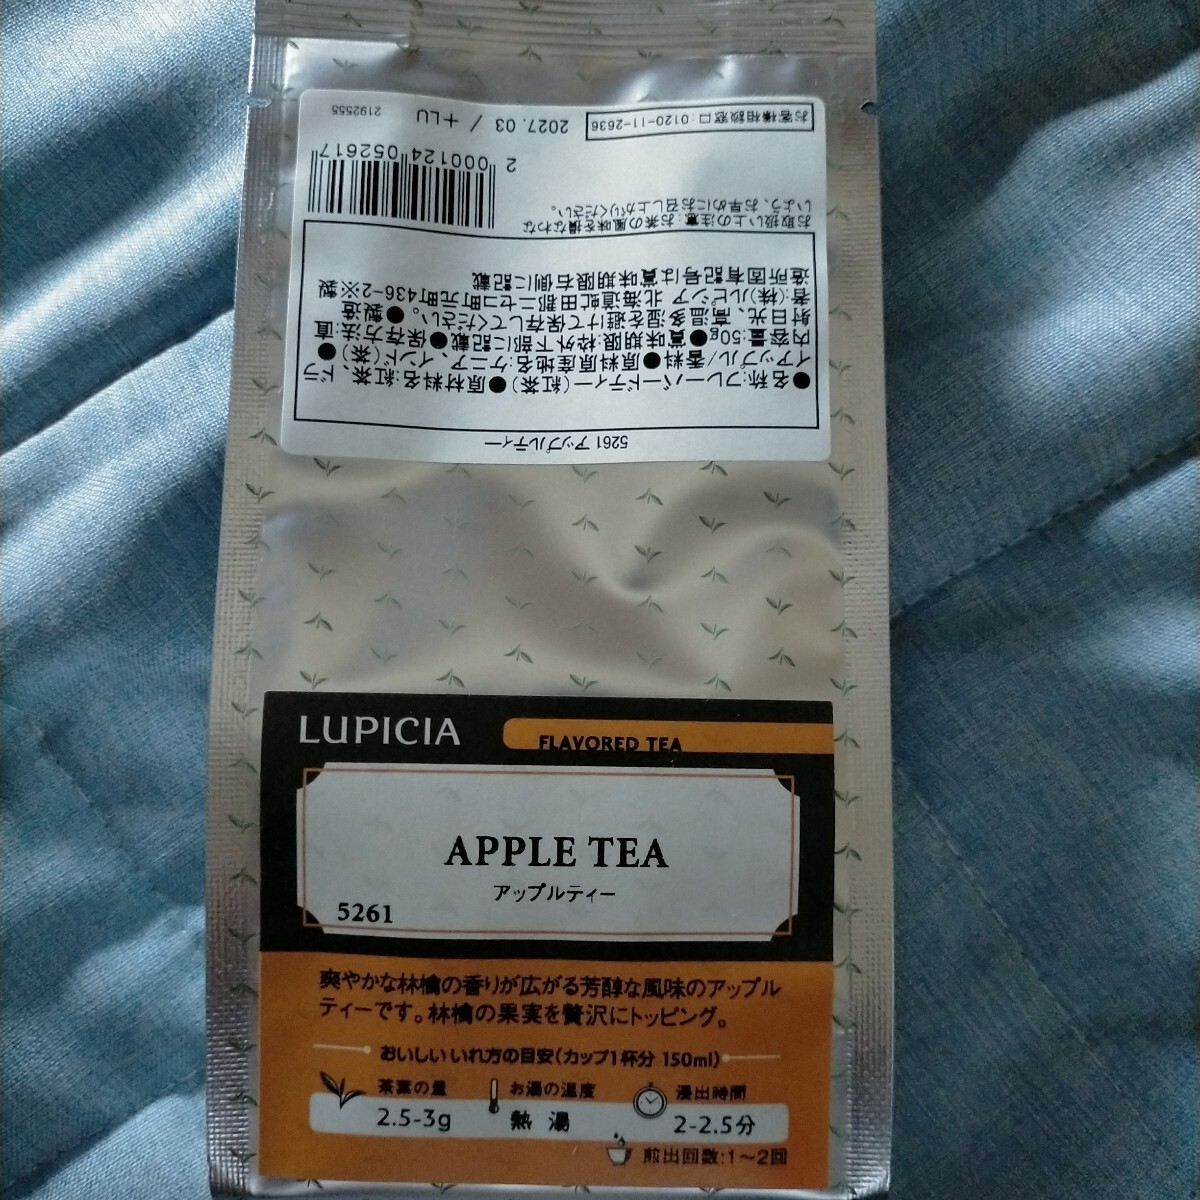 5261 アップルティー
●名称:フレーバードティー(紅茶)●原材料名:紅茶、ドラ
イアップル/香料●原料原産地名:ケニア、インド(茶)●
内容量:50g●賞味期限:枠外下部に記載●保存方法:直
射日光、高温多湿を避けて保存してください。●製造
者:(株)ルピシア 北海道虻田郡ニセコ町元町436-2※製
造所固有記号は賞味期限右側に記載
お取扱い上の注意:お茶の風味を損なわな
いよう、お早めにお召し上がりください。
2 000124 052617
お客様相談窓口:0120-11-2636
2027.03 / +LU
2192555
LUPICIA
FLAVORED TEA
APPLE TEA
アップルティー
5261
爽やかな林檎の香りが広がる芳醇な風味のアップル
ティーです。林檎の果実を贅沢にトッピング。
おいしいいれ方の目安(カップ1杯分 150ml)
茶葉の量 お湯の温度 浸出時間
2.5-3g 熱湯 2-2.5分
煎出回数:1～2回